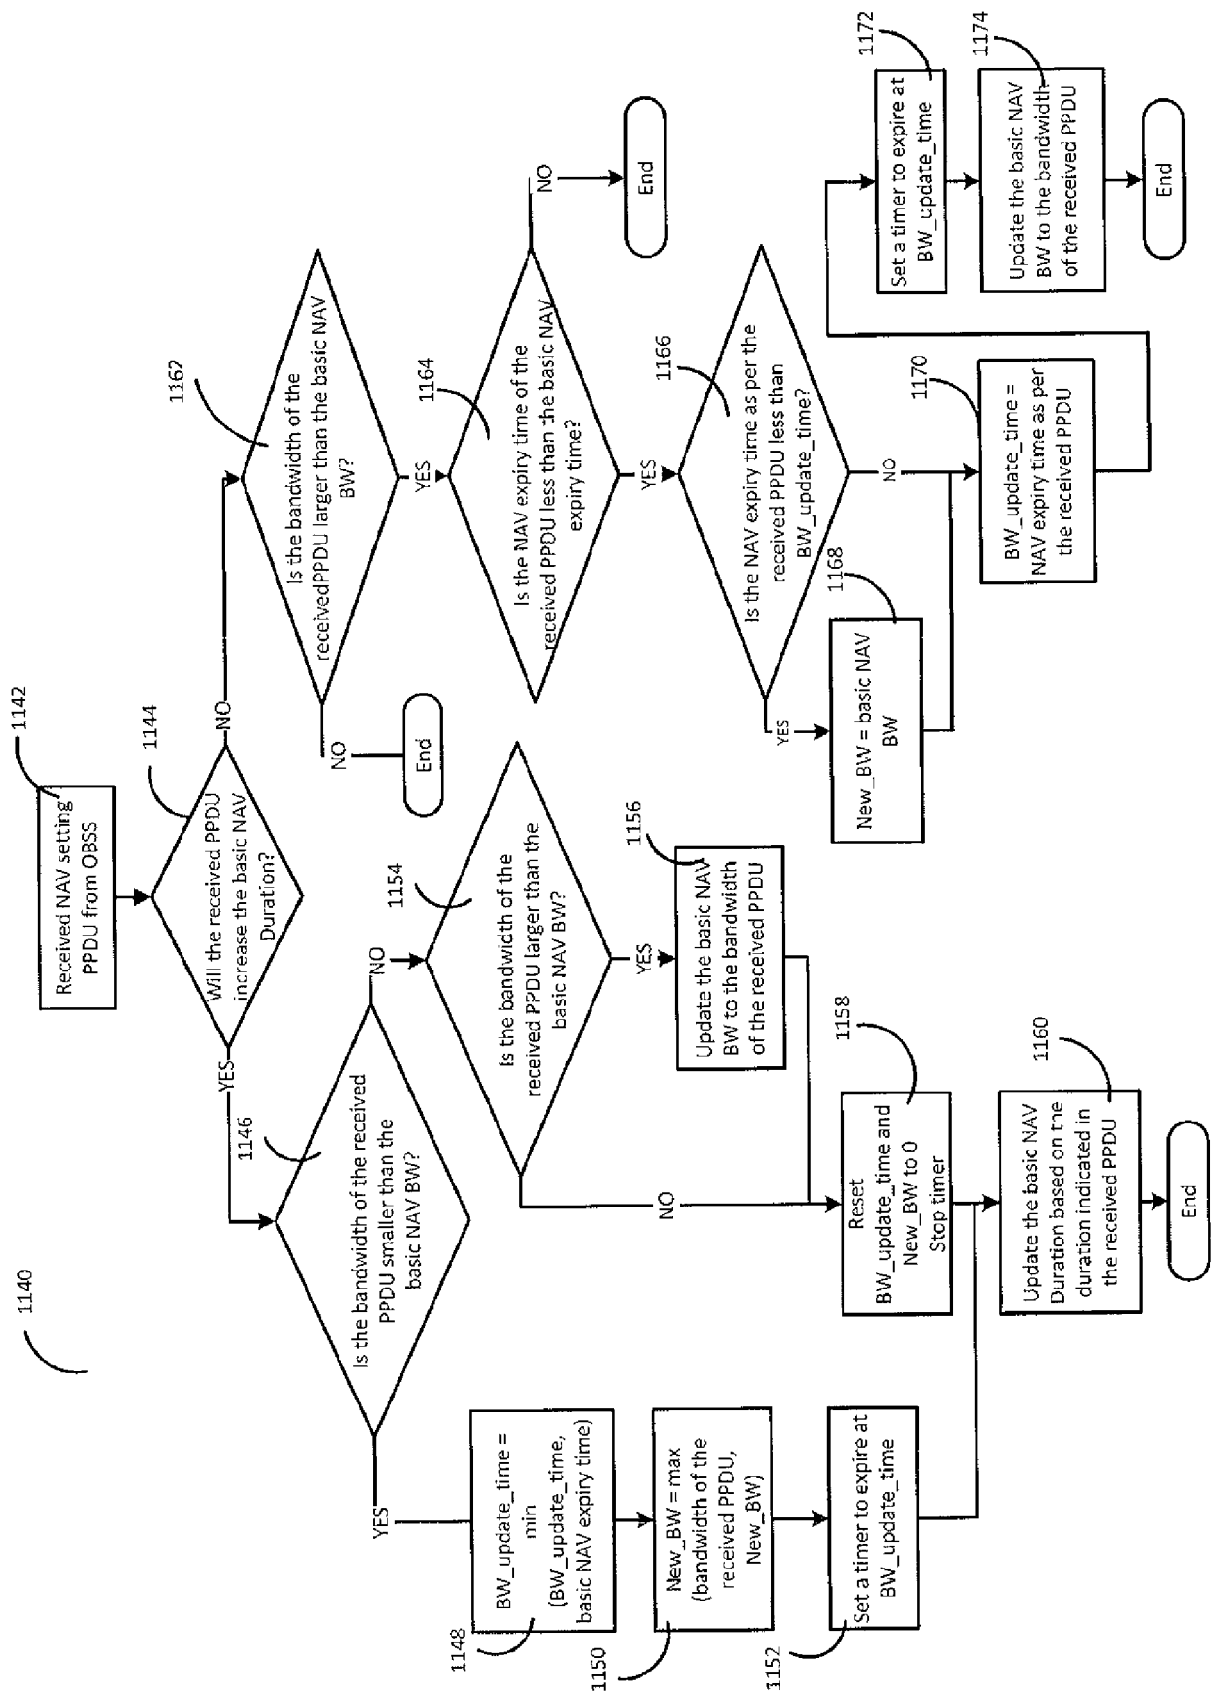 1140
Received NAV setting
PPDU from OBSS
1142
Will the received PPDU
increase the basic NAV
Duration?
1144
YES
NO
Is the bandwidth of the received
PPDU smaller than the
basic NAV BW?
1146
YES
NO
BW_update_time =
min
(BW_update_time,
basic NAV expiry time)
1148
New_BW = max
(bandwidth of the
received PPDU,
New_BW)
1150
Set a timer to expire at
BW_update_time
1152
Is the bandwidth of the
received PPDU larger than the
basic NAV BW?
1154
YES
NO
Update the basic NAV
BW to the bandwidth
of the received PPDU
1156
Reset
BW_update_time and
New_BW to 0
Stop timer
1158
Update the basic NAV
Duration based on the
duration indicated in
the received PPDU
1160
End
Is the bandwidth of the
receivedPPDU larger than the basic NAV
BW?
1162
NO
End
YES
Is the NAV expiry time of the
received PPDU less than the basic NAV
expiry time?
1164
NO
End
YES
Is the NAV expiry time as per the
received PPDU less than
BW_update_time?
1166
YES
NO
New_BW = basic NAV
BW
1168
BW_update_time =
NAV expiry time as per
the received PPDU
1170
Set a timer to expire at
BW_update_time
1172
Update the basic NAV
BW to the bandwidth
of the received PPDU
1174
End